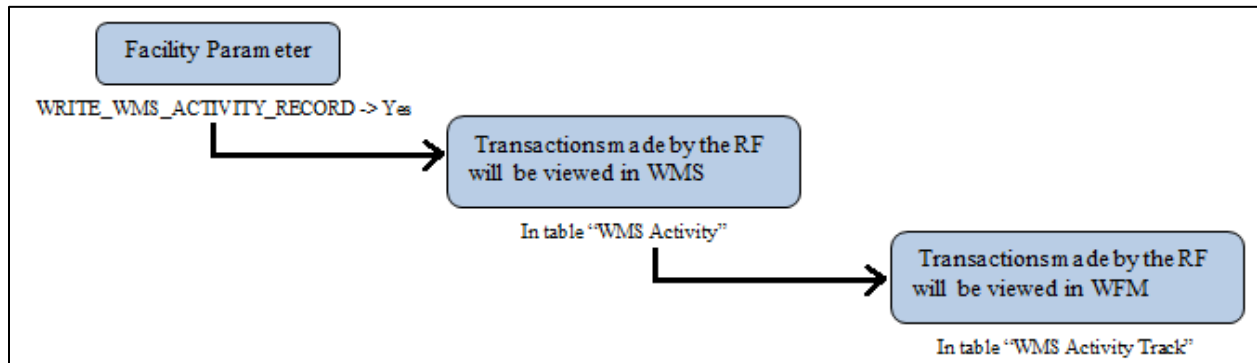 Facility Parameter
WRITE_WMS_ACTIVITY_RECORD -> Yes
Transactions made by the RF
will be viewed in WMS
In table “WMS Activity”
Transactions made by the RF
will be viewed in WFM
In table “WMS Activity Track”